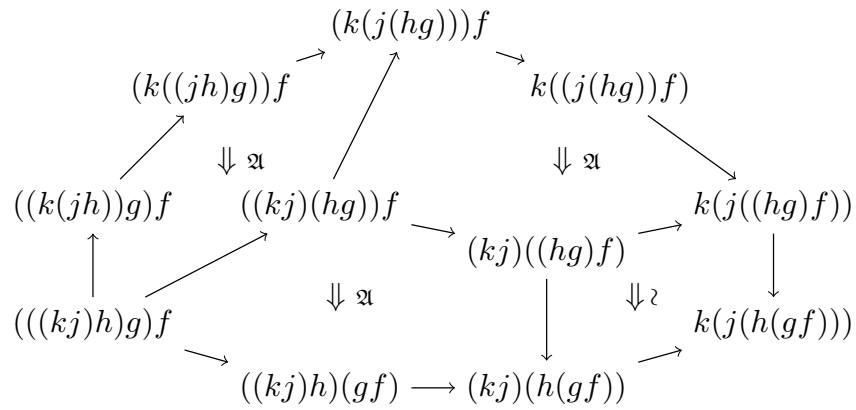 (k(j(hg)))f
(k((jh)g))f k((j(hg))f)
⇓ 𝔄 ⇓ 𝔄
((k(jh))g)f ((kj)(hg))f k(j((hg)f))
(kj)((hg)f)
⇓ 𝔄 ⇓ ≀
(((kj)h)g)f k(j(h(gf)))
((kj)h)(gf) (kj)(h(gf))